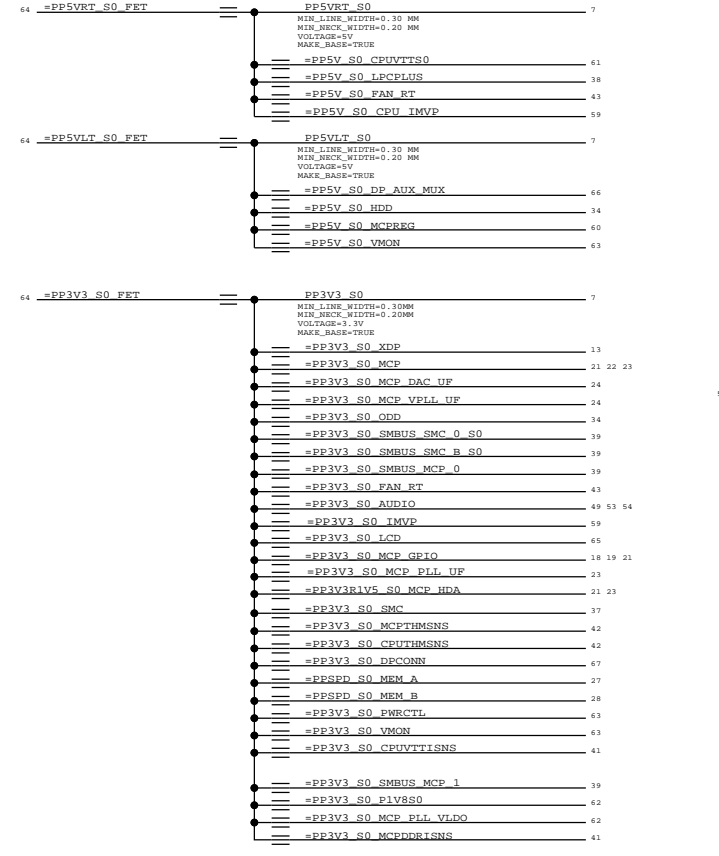 64 =PP5VRT_S0_FET PP5VRT_S0 7
MIN_LINE_WIDTH=0.30 MM
MIN_NECK_WIDTH=0.20 MM
VOLTAGE=5V
MAKE_BASE=TRUE
=PP5V_S0_CPUVTTS0 61
=PP5V_S0_LPCPLUS 38
=PP5V_S0_FAN_RT 43
=PP5V_S0_CPU_IMVP 59
64 =PP5VLT_S0_FET PP5VLT_S0 7
MIN_LINE_WIDTH=0.30 MM
MIN_NECK_WIDTH=0.20 MM
VOLTAGE=5V
MAKE_BASE=TRUE
=PP5V_S0_DP_AUX_MUX 66
=PP5V_S0_HDD 34
=PP5V_S0_MCPREG 60
=PP5V_S0_VMON 63
64 =PP3V3_S0_FET PP3V3_S0 7
MIN_LINE_WIDTH=0.30MM
MIN_NECK_WIDTH=0.20MM
VOLTAGE=3.3V
MAKE_BASE=TRUE
=PP3V3_S0_XDP 13
=PP3V3_S0_MCP 21 22 23
=PP3V3_S0_MCP_DAC_UF 24
=PP3V3_S0_MCP_VPLL_UF 24
=PP3V3_S0_ODD 34
=PP3V3_S0_SMBUS_SMC_0_S0 39
=PP3V3_S0_SMBUS_SMC_B_S0 39
=PP3V3_S0_SMBUS_MCP_0 39
=PP3V3_S0_FAN_RT 43
=PP3V3_S0_AUDIO 49 53 54
=PP3V3_S0_IMVP 59
=PP3V3_S0_LCD 65
=PP3V3_S0_MCP_GPIO 18 19 21
=PP3V3_S0_MCP_PLL_UF 23
=PP3V3R1V5_S0_MCP_HDA 21 23
=PP3V3_S0_SMC 37
=PP3V3_S0_MCPTHMSNS 42
=PP3V3_S0_CPUTHMSNS 42
=PP3V3_S0_DPCONN 67
=PPSPD_S0_MEM_A 27
=PPSPD_S0_MEM_B 28
=PP3V3_S0_PWRCTL 63
=PP3V3_S0_VMON 63
=PP3V3_S0_CPUVTTISNS 41
=PP3V3_S0_SMBUS_MCP_1 39
=PP3V3_S0_P1V8S0 62
=PP3V3_S0_MCP_PLL_VLDO 62
=PP3V3_S0_MCPDDRISNS 41